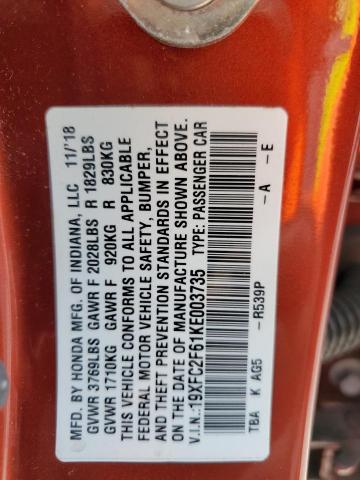 MFD. BY HONDA MFG. OF INDIANA, LLC 11/'18
GVWR 3769LBS GAWR F 2028LBS R 1829LBS
GVWR 1710KG GAWR F 920KG R 830KG
THIS VEHICLE CONFORMS TO ALL APPLICABLE
FEDERAL MOTOR VEHICLE SAFETY, BUMPER,
AND THEFT PREVENTION STANDARDS IN EFFECT
ON THE DATE OF MANUFACTURE SHOWN ABOVE.
V.I.N.:19XFC2F61KE003735 TYPE: PASSENGER CAR
-A -E
-R539P
TBA K AG5